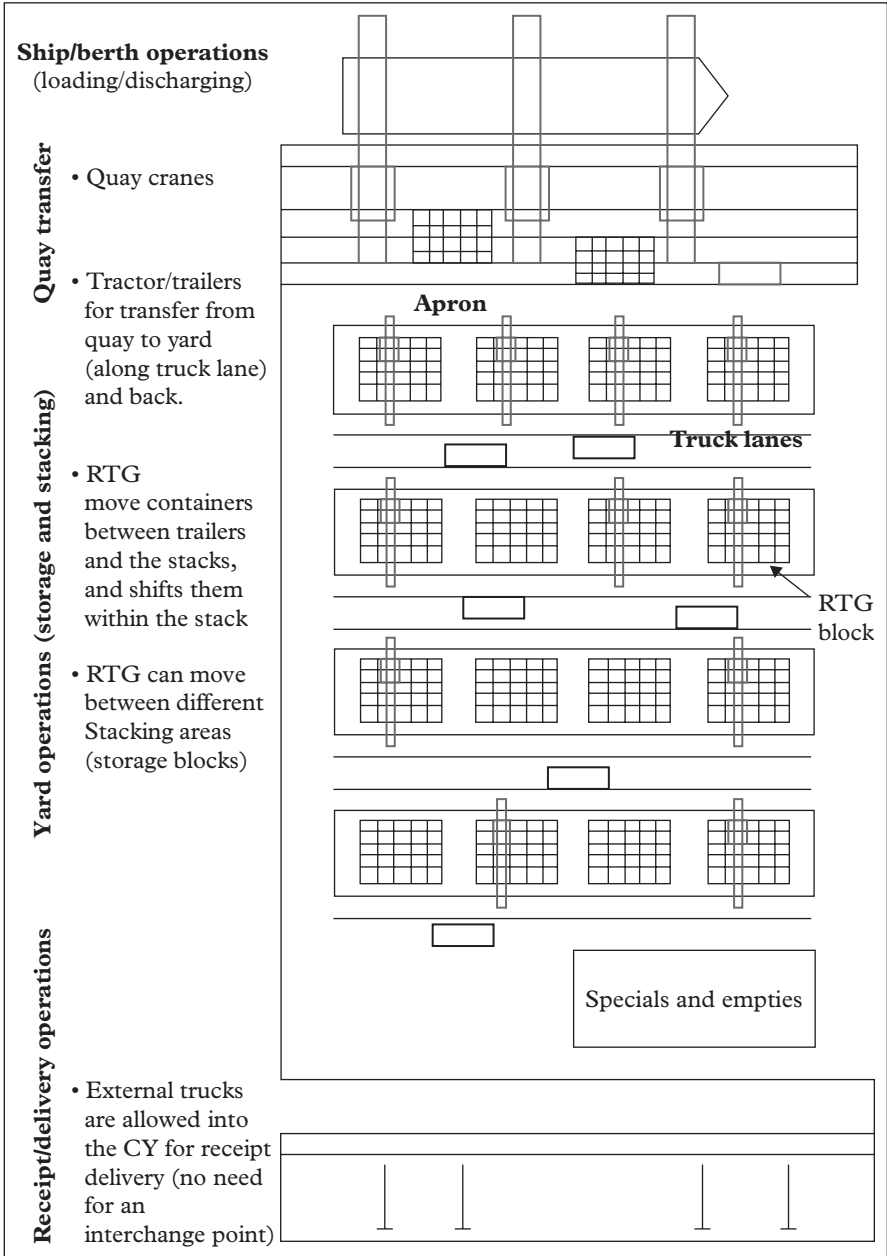 Ship/berth operations
(loading/discharging)
Quay transfer
• Quay cranes
• Tractor/trailers
for transfer from
quay to yard
(along truck lane)
and back.
Apron
Truck lanes
Yard operations (storage and stacking)
• RTG
move containers
between trailers
and the stacks,
and shifts them
within the stack
RTG
block
• RTG can move
between different
Stacking areas
(storage blocks)
Specials and empties
Receipt/delivery operations
• External trucks
are allowed into
the CY for receipt
delivery (no need
for an
interchange point)